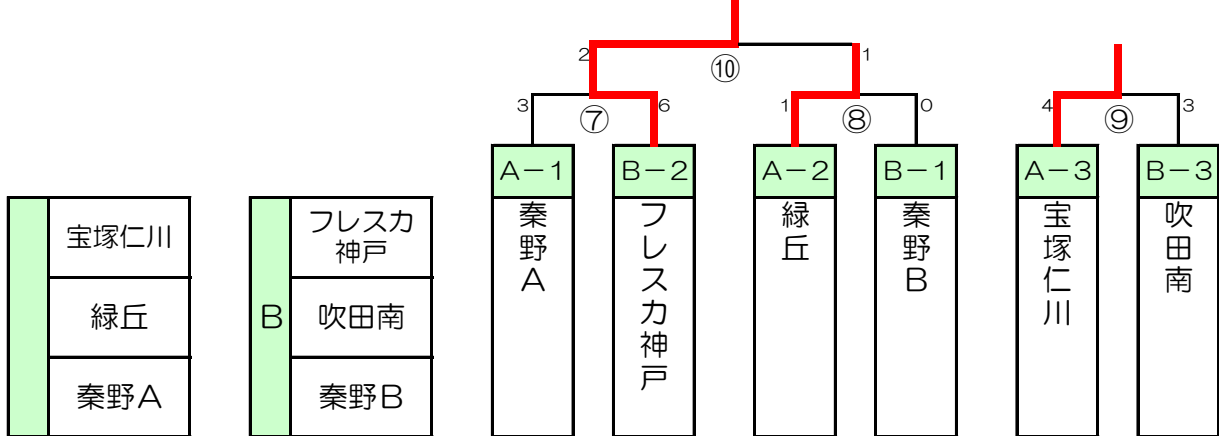 2
⑩
1
3
⑦
6
1
⑧
0
4
⑨
3
A-1
B-2
A-2
B-1
A-3
B-3
秦野A
フレスカ神戸
緑丘
秦野B
宝塚仁川
吹田南
宝塚仁川
緑丘
秦野A
B
フレスカ
神戸
吹田南
秦野B